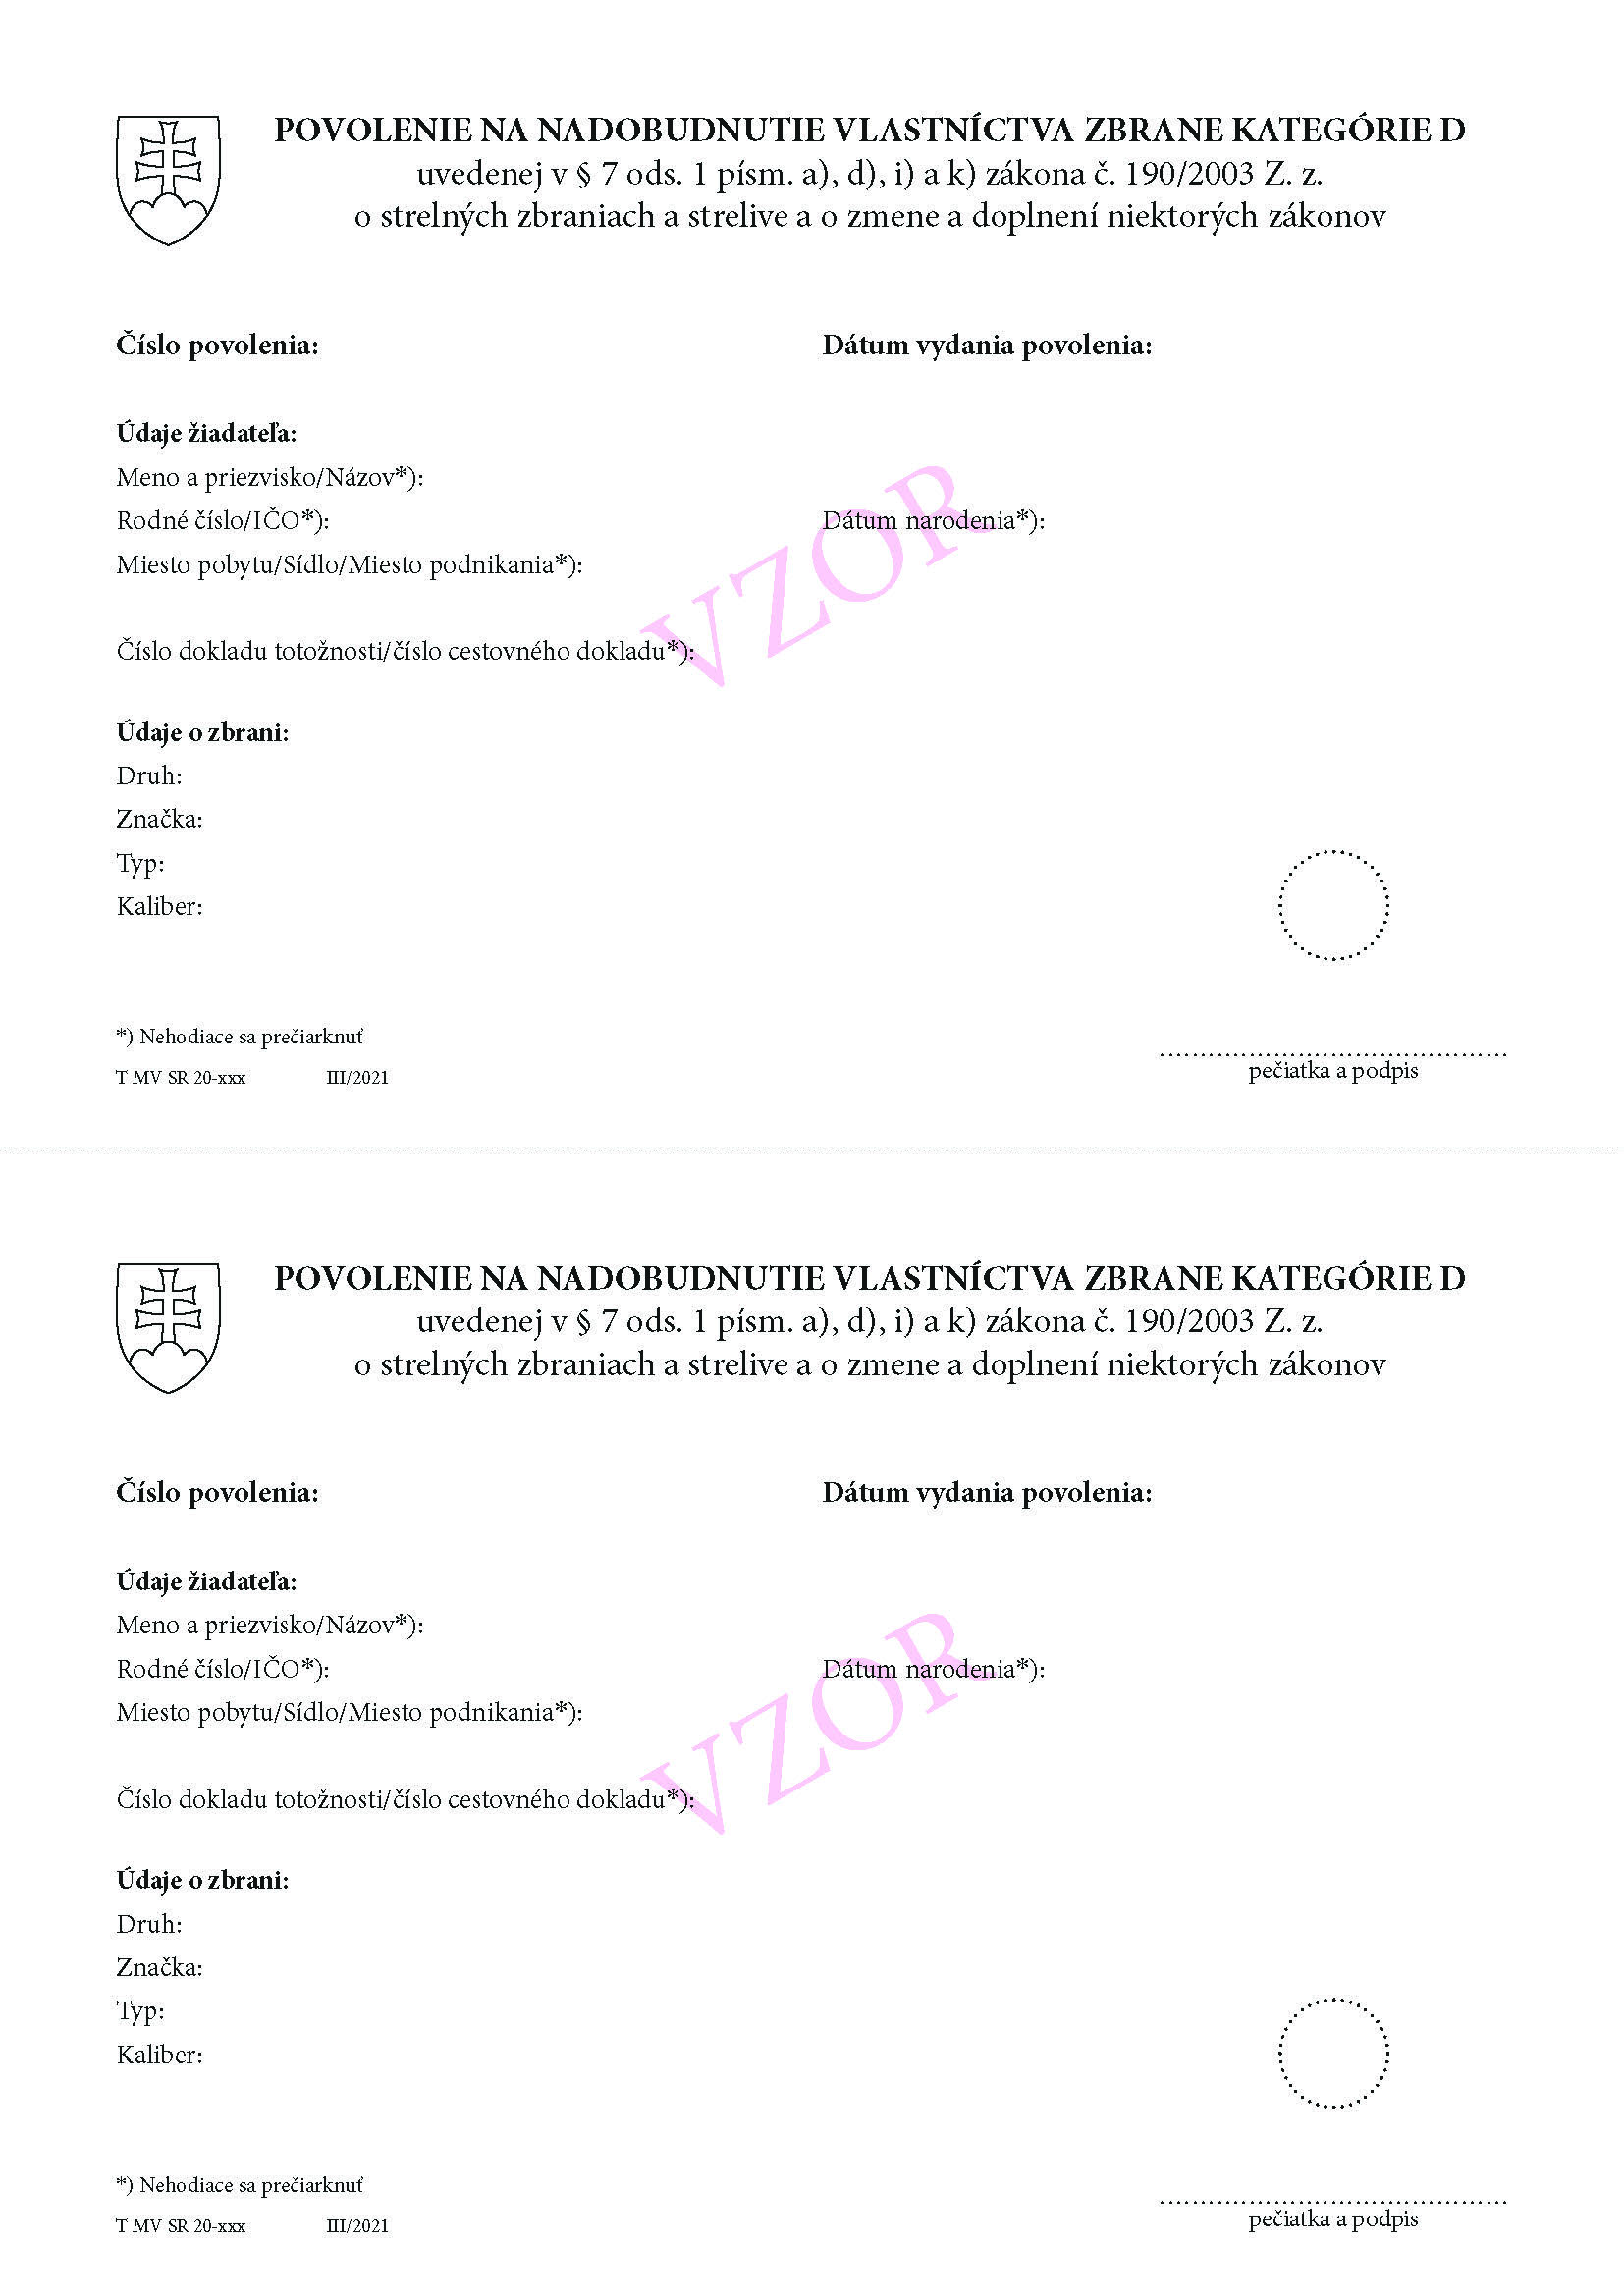 POVOLENIE NA NADOBUDNUTIE VLASTNÍCTVA ZBRANE KATEGÓRIE D
uvedenej v § 7 ods. 1 písm. a), d), i) a k) zákona č. 190/2003 Z. z.
o strelných zbraniach a strelive a o zmene a doplnení niektorých zákonov
Číslo povolenia: Dátum vydania povolenia:
Údaje žiadateľa:
Meno a priezvisko/Názov*):
Rodné číslo/IČO*): Dátum narodenia*):
Miesto pobytu/Sídlo/Miesto podnikania*):
VZOR
Číslo dokladu totožnosti/číslo cestovného dokladu*):
Údaje o zbrani:
Druh:
Značka:
Typ:
Kaliber:
*) Nehodiace sa prečiarknuť
pečiatka a podpis
T MV SR 20-xxx III/2021
POVOLENIE NA NADOBUDNUTIE VLASTNÍCTVA ZBRANE KATEGÓRIE D
uvedenej v § 7 ods. 1 písm. a), d), i) a k) zákona č. 190/2003 Z. z.
o strelných zbraniach a strelive a o zmene a doplnení niektorých zákonov
Číslo povolenia: Dátum vydania povolenia:
Údaje žiadateľa:
Meno a priezvisko/Názov*):
Rodné číslo/IČO*): Dátum narodenia*):
Miesto pobytu/Sídlo/Miesto podnikania*):
VZOR
Číslo dokladu totožnosti/číslo cestovného dokladu*):
Údaje o zbrani:
Druh:
Značka:
Typ:
Kaliber:
*) Nehodiace sa prečiarknuť
pečiatka a podpis
T MV SR 20-xxx III/2021